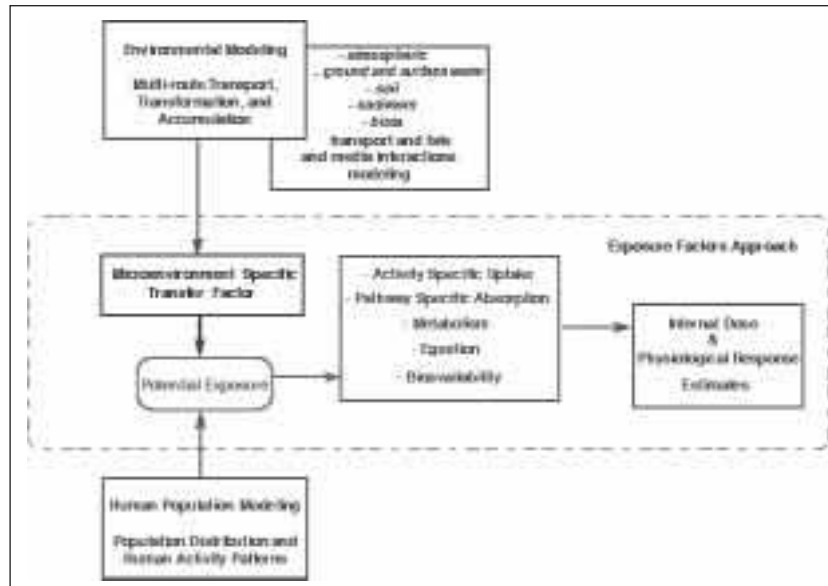 Environmental Modeling
Multi-route Transport,
Transformation, and
Accumulation
- atmospheric
- ground and surface water
- soil
- sediment
- biota
transport and fate
and media interactions
modeling
Exposure Factors Approach
Microenvironment Specific
Transfer Factor
Potential Exposure
- Activity Specific Uptake
- Pathway Specific Absorption
- Metabolism
- Egestion
Internal Dose
&
Physiological Response
Estimates
Human Population Modeling
Population Distribution and
Human Activity Patterns